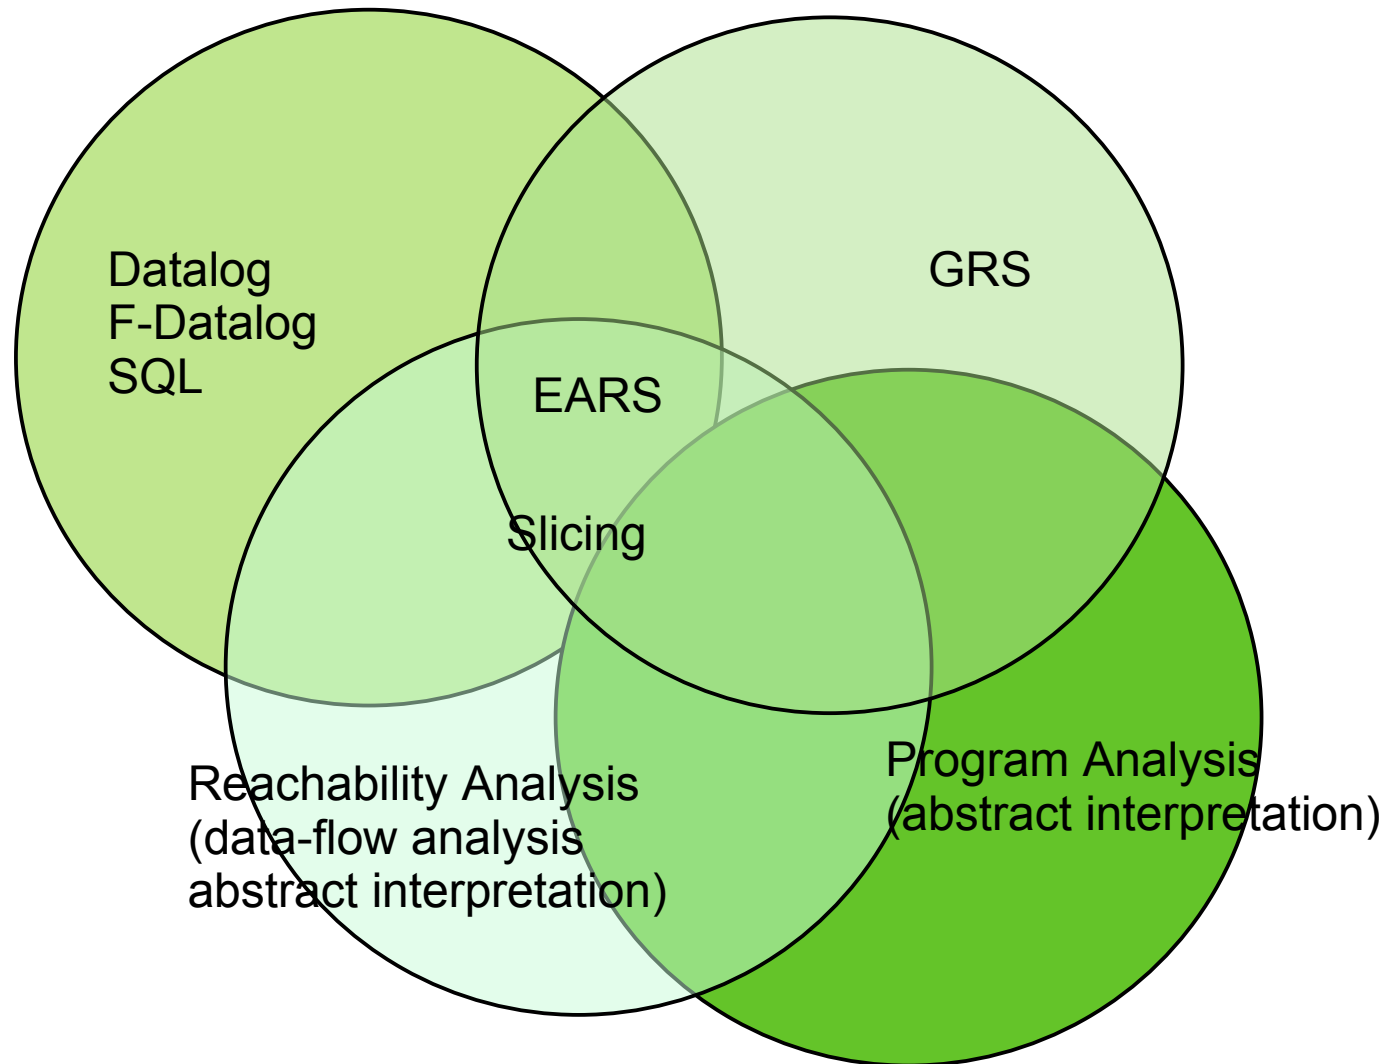 Datalog
F-Datalog
SQL
GRS
EARS
Slicing
Reachability Analysis
(data-flow analysis
abstract interpretation)
Program Analysis
(abstract interpretation)